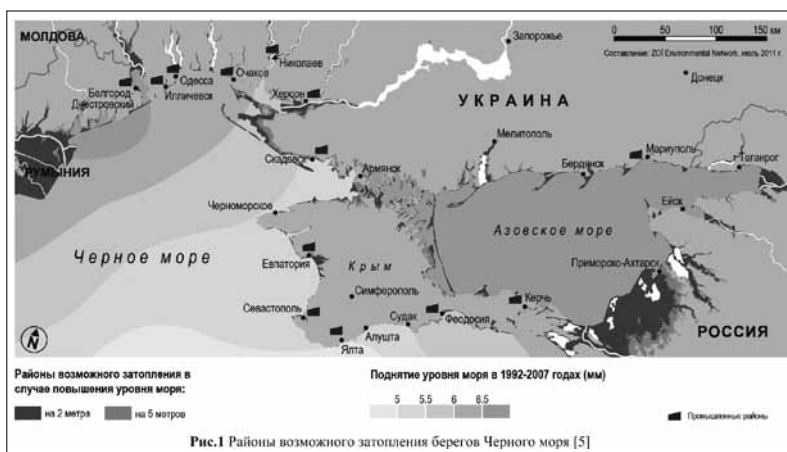 МОЛДОВА
Запорожье
0 50 100 150 км
Составление: ZOЇ Environmental Network, июль 2011 г.
Николаев
Одесса
Очаков
Донецк
Белгород-
Днестровский
Илличевск
Херсон
УКРАИНА
Мелитополь
Скадовск
Армянск
Бердянск
Мариуполь
Таганрог
РУМЫНИЯ
Черноморское
Ейск
Азовское море
Черное море
Евпатория
Крым
Приморско-Ахтарск
Симферополь
Севастополь
Судак
Феодосия
Керчь
Алушта
Ялта
РОССИЯ
N
Районы возможного затопления в
случае повышения уровня моря:
на 2 метра
на 5 метров
Поднятие уровня моря в 1992-2007 годах (мм)
5 5.5 6 6.5
Промышленные районы
Рис.1 Районы возможного затопления берегов Черного моря [5]